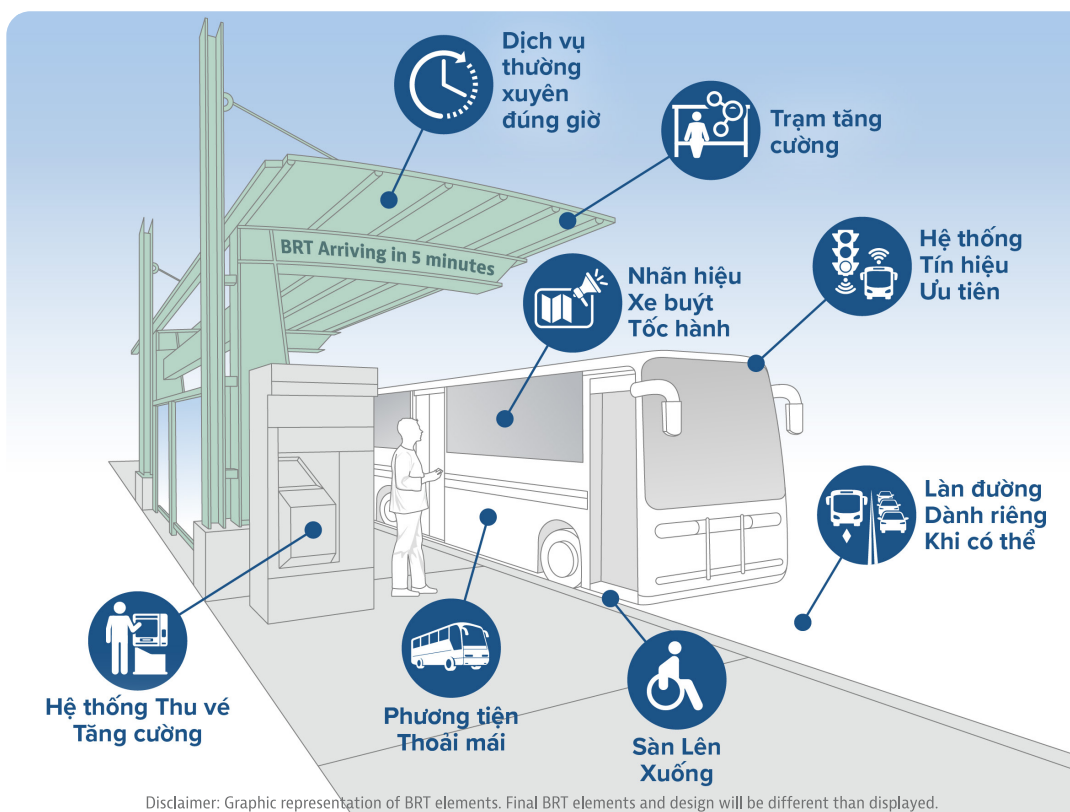 Dịch vụ
thường
xuyên
đúng giờ
Trạm tăng
cường
BRT Arriving in 5 minutes
Nhãn hiệu
Xe buýt
Tốc hành
Hệ thống
Tín hiệu
Ưu tiên
Làn đường
Dành riêng
Khi có thể
Hệ thống Thu vé
Tăng cường
Phương tiện
Thoải mái
Sàn Lên
Xuống
Disclaimer: Graphic representation of BRT elements. Final BRT elements and design will be different than displayed.